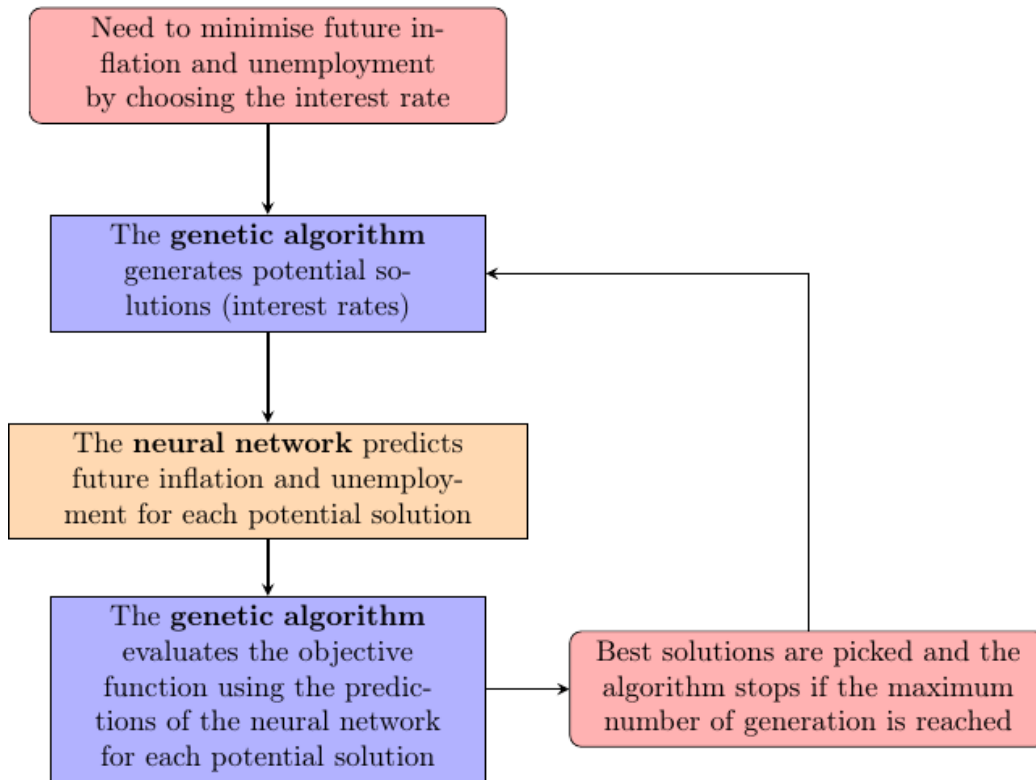 Need to minimise future in-
flation and unemployment
by choosing the interest rate
The genetic algorithm
generates potential so-
lutions (interest rates)
The neural network predicts
future inflation and unemploy-
ment for each potential solution
The genetic algorithm
evaluates the objective
function using the predic-
tions of the neural network
for each potential solution
Best solutions are picked and the
algorithm stops if the maximum
number of generation is reached